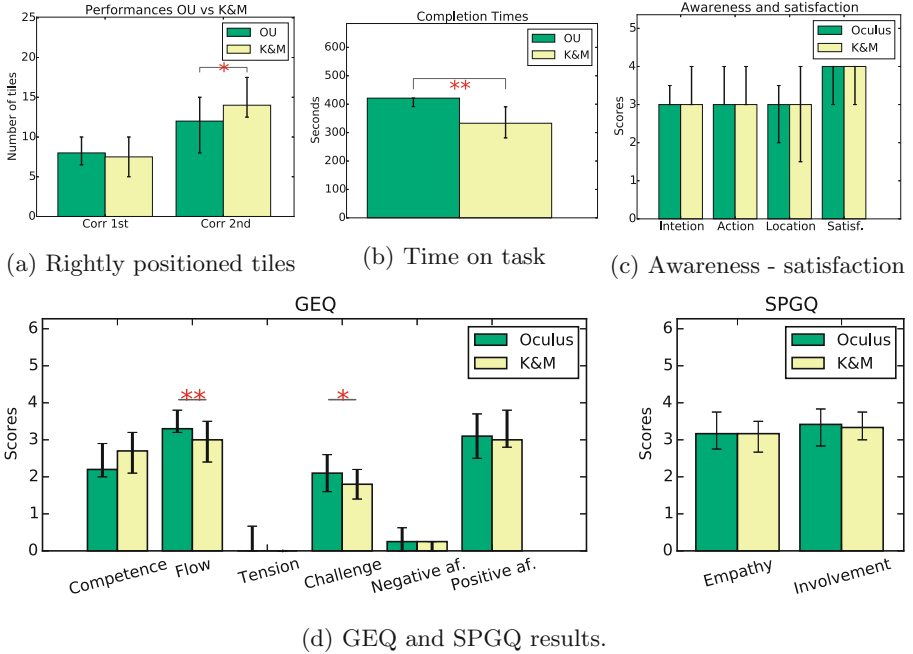 Performances OU vs K&M
25
20
15
10
5
0
Number of tiles
OU
K&M
*
Corr 1st
Corr 2nd
(a) Rightly positioned tiles
Completion Times
600
500
400
300
200
100
0
Seconds
OU
K&M
**
(b) Time on task
Awareness and satisfaction
5
4
3
2
1
0
Scores
Oculus
K&M
Intetion
Action
Location
Satisf.
(c) Awareness - satisfaction
GEQ
6
5
4
3
2
1
0
Scores
Oculus
K&M
**
*
Competence
Flow
Tension
Challenge
Negative af.
Positive af.
SPGQ
6
5
4
3
2
1
0
Scores
Oculus
K&M
Empathy
Involvement
(d) GEQ and SPGQ results.